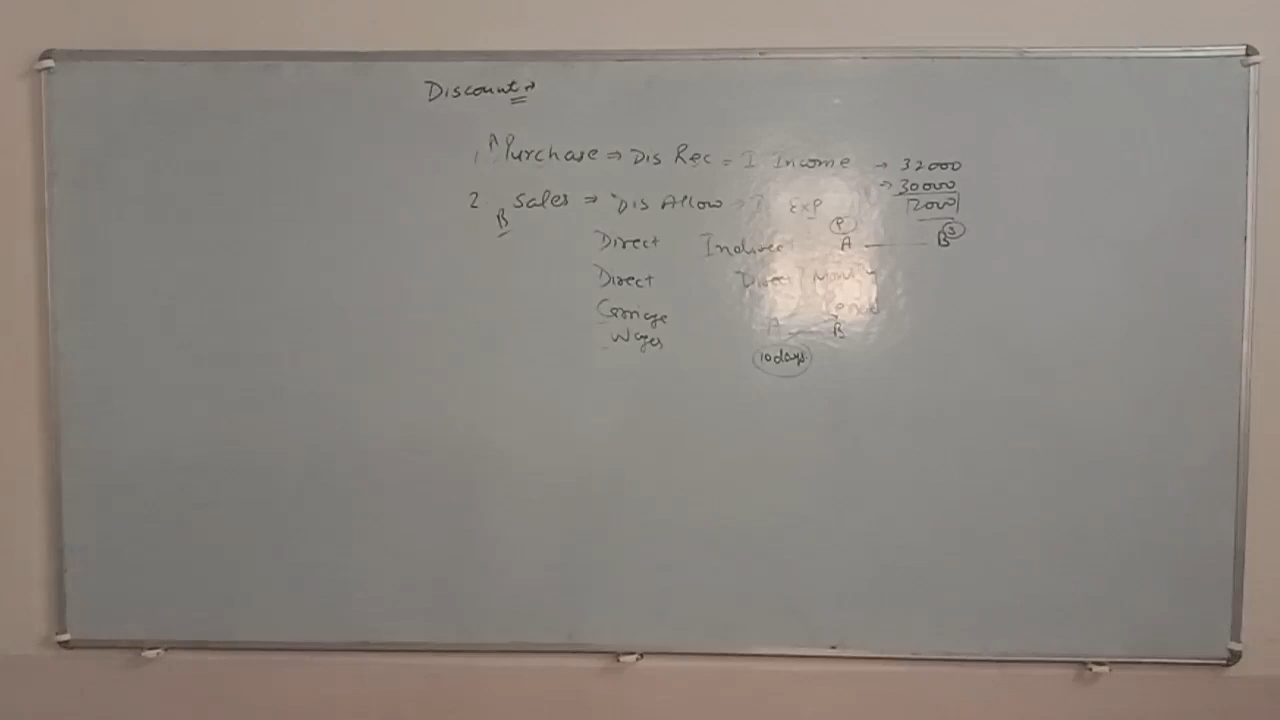 Discount →
1 A Purchase ⇒ Dis Rec = I Income → 32000
→ 30000
2 B Sales ⇒ Dis Allow → I Exp 2000
Direct Indirect A P B S
Direct Direct
Carriage
Wages A B
10 days